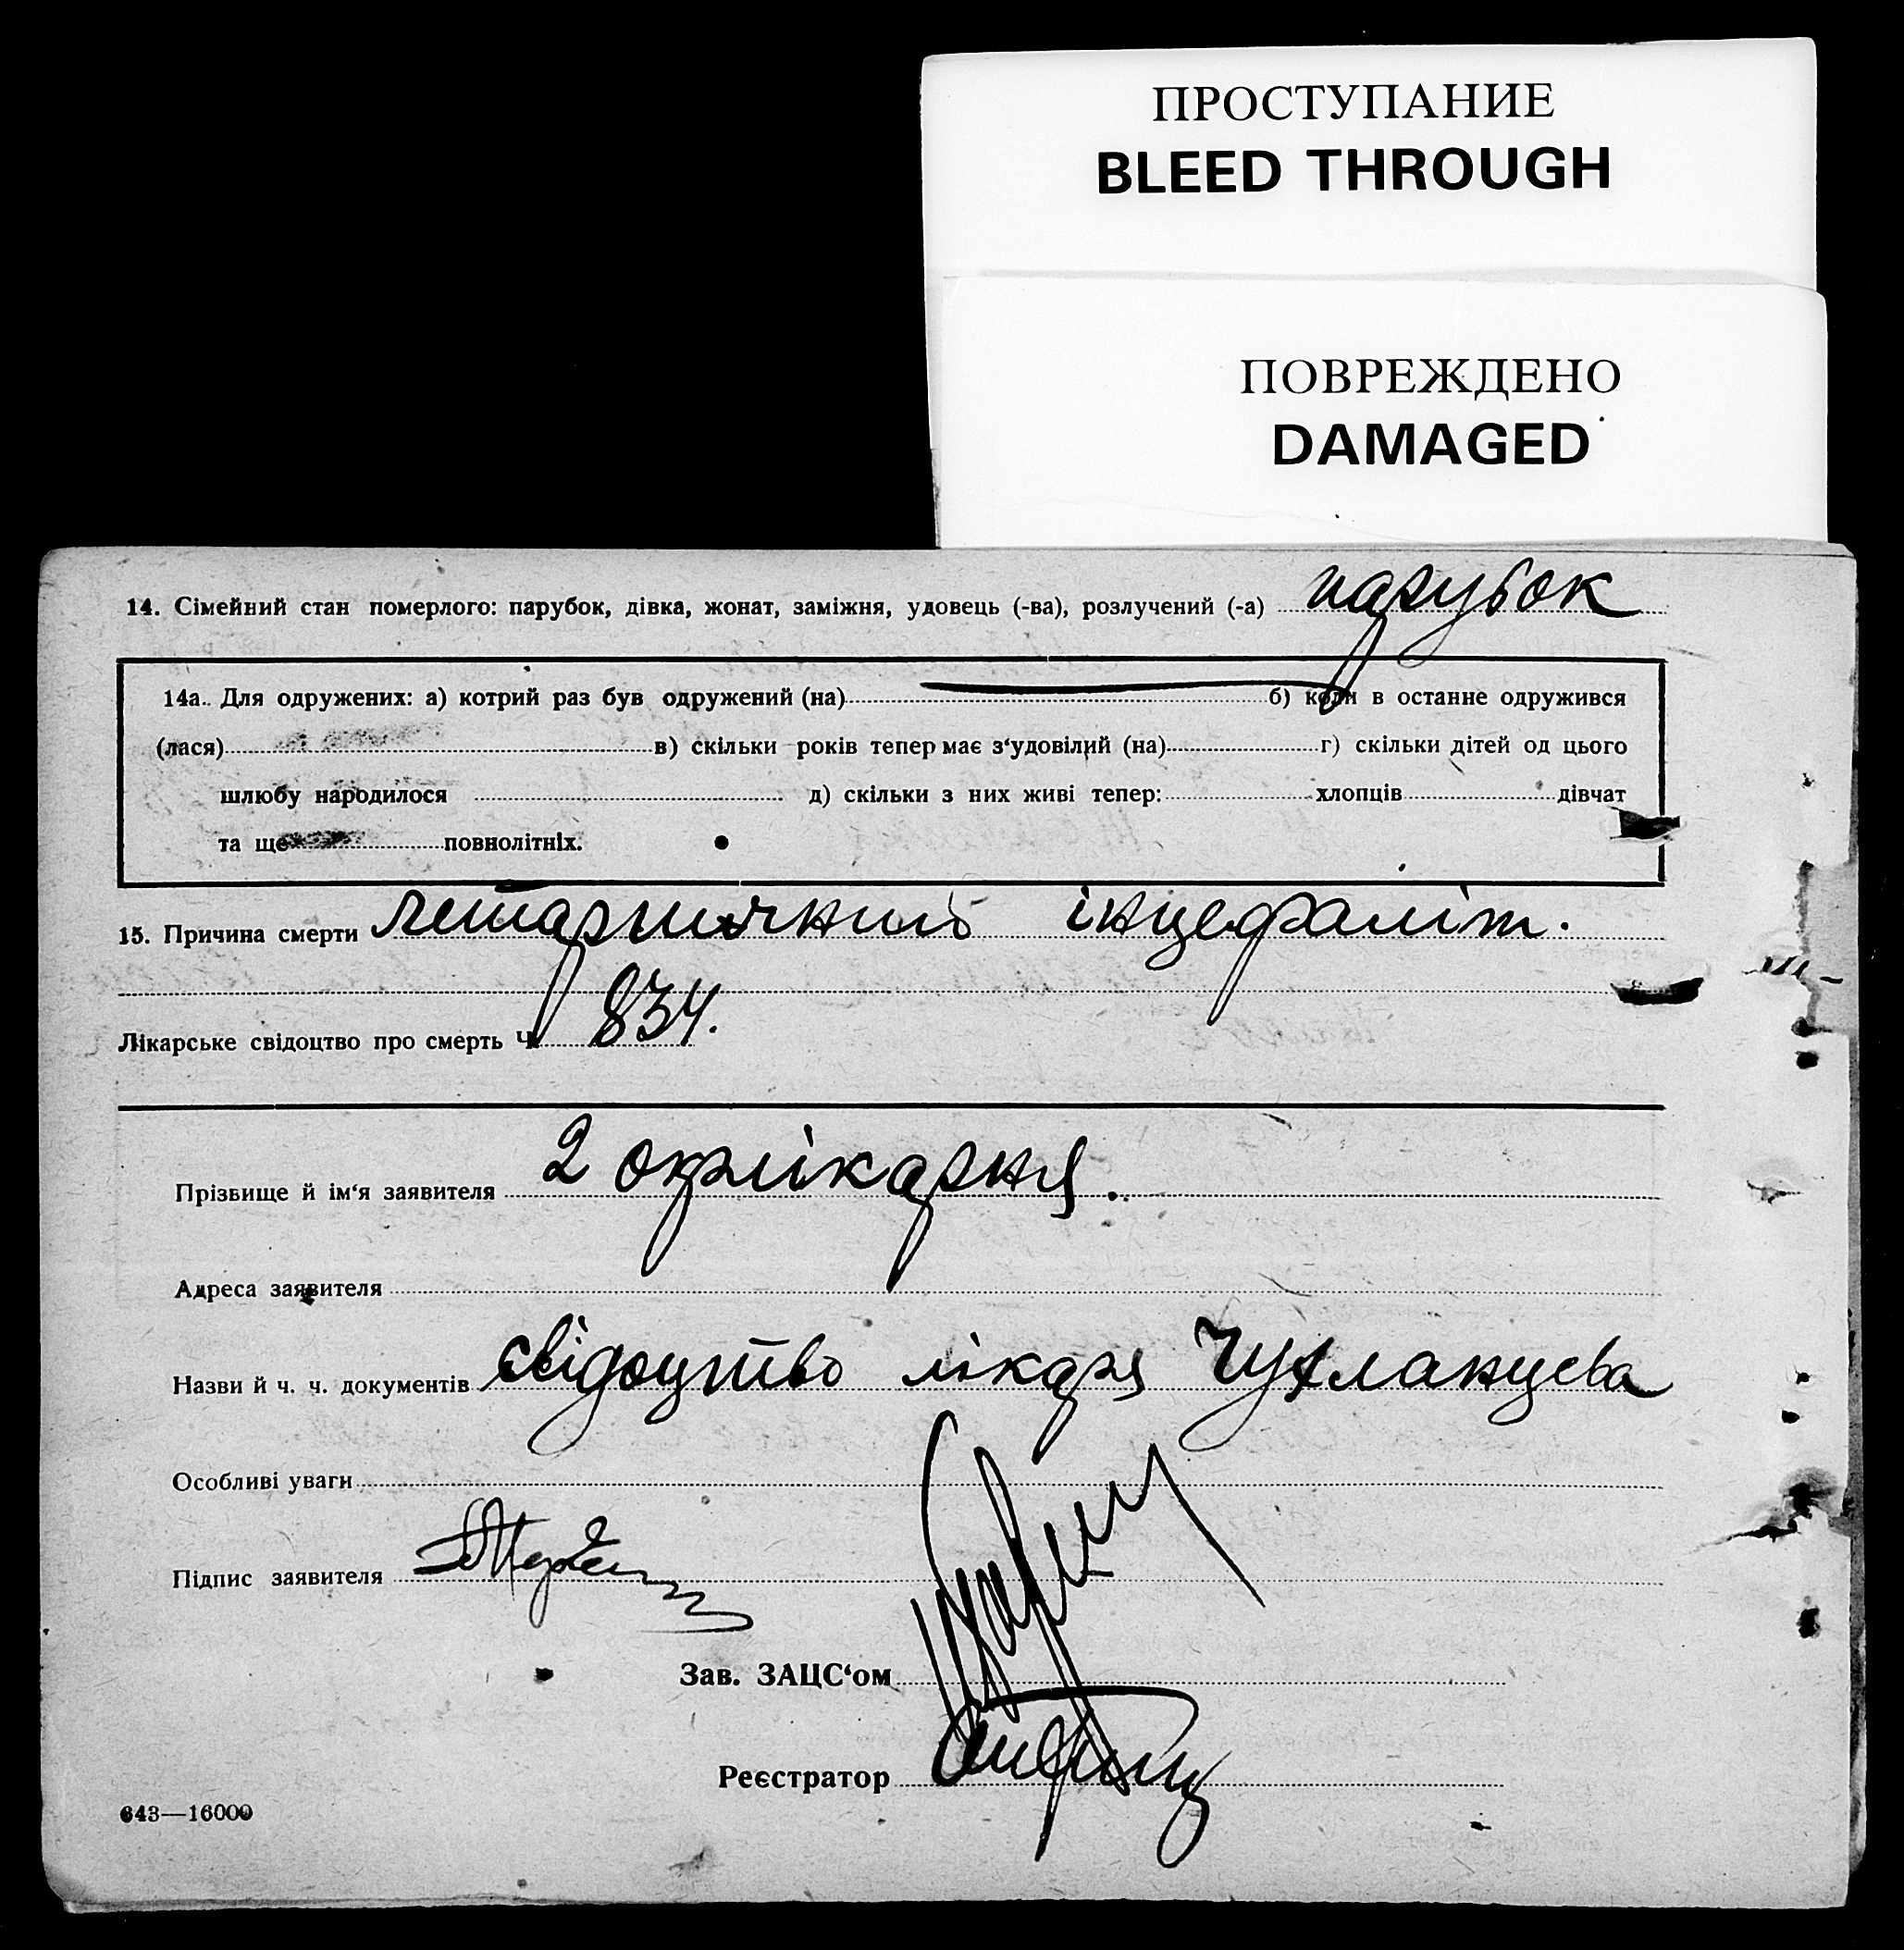 ПРОСТУПАНИЕ
BLEED THROUGH
ПОВРЕЖДЕНО
DAMAGED
14. Сімейний стан померлого: парубок, дівка, жонат, заміжня, удовець (-ва), розлучений (-а) парубок
14а. Для одружених: а) котрий раз був одружений (на) б) коли в останне одружився
(лася) в) скільки років тепер має з‘удовілий (на) г) скільки дітей од цього
шлюбу народилося д) скільки з них живі тепер: хлопців дівчат
та ще повнолітніх.
15. Причина смерти летаргичний інцефаліт.
Лікарське свідоцтво про смерть Ч. 834.
Прізвище й ім‘я заявителя 2 окрлікарня.
Адреса заявителя
Назви й ч. ч. документів свідоцтво лікаря Чухланцева
Особливі уваги
Підпис заявителя
Зав. ЗАЦС‘ом
Реєстратор
643—16000